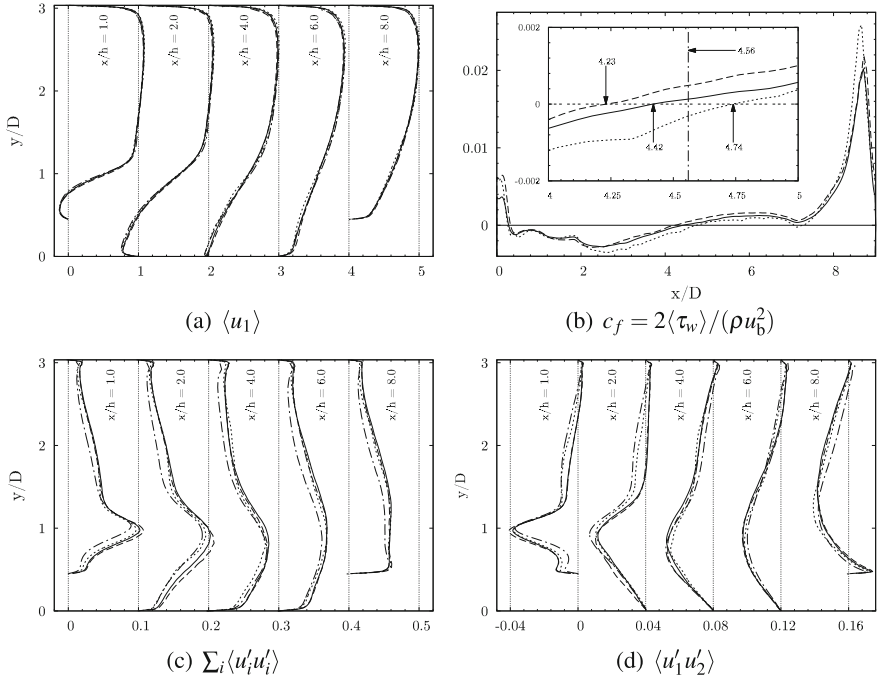 3
2
1
0
y/D
x/h = 1.0
x/h = 2.0
x/h = 4.0
x/h = 6.0
x/h = 8.0
0 1 2 3 4 5
(a) ⟨u₁⟩
0.02
0.01
0
0 2 4 6 8
x/D
0.002
0
-0.002
4 4.25 4.5 4.75 5
4.23
4.56
4.42
4.74
(b) c_f = 2⟨τ_w⟩/(ρu_b²)
3
2
1
0
y/D
x/h = 1.0
x/h = 2.0
x/h = 4.0
x/h = 6.0
x/h = 8.0
0 0.1 0.2 0.3 0.4 0.5
(c) ∑ᵢ⟨u′ᵢu′ᵢ⟩
3
2
1
0
y/D
x/h = 1.0
x/h = 2.0
x/h = 4.0
x/h = 6.0
x/h = 8.0
-0.04 0 0.04 0.08 0.12 0.16
(d) ⟨u′₁u′₂⟩